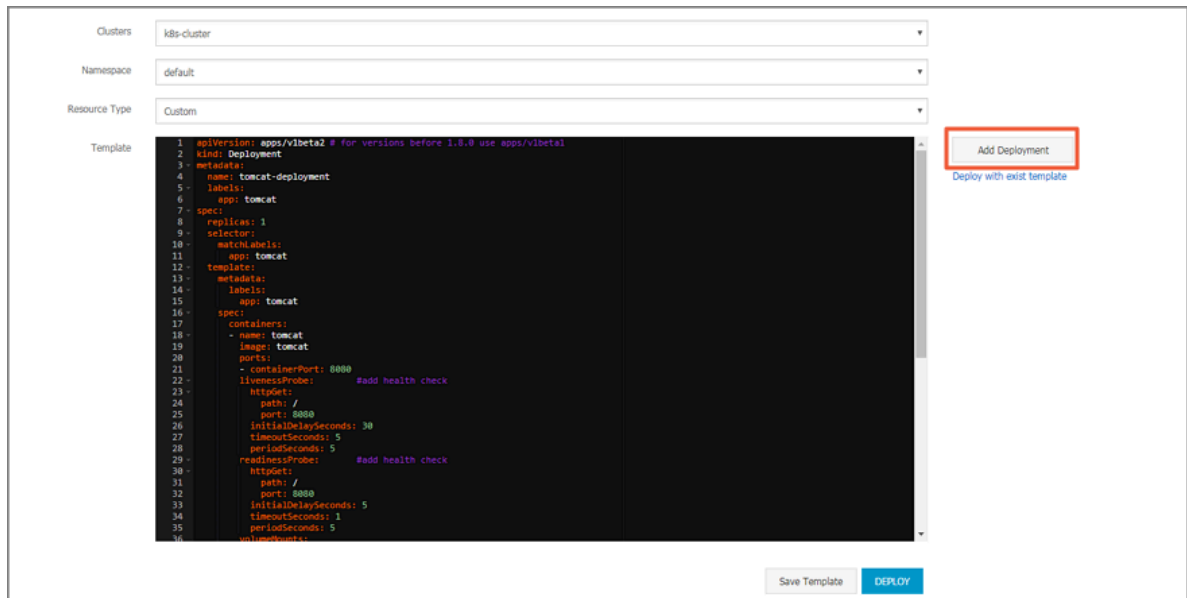 Clusters
k8s-cluster
Namespace
default
Resource Type
Custom
Template
1 apiVersion: apps/v1beta2 # for versions before 1.8.0 use apps/v1beta1
2 kind: Deployment
3 metadata:
4 name: tomcat-deployment
5 labels:
6 app: tomcat
7 spec:
8 replicas: 1
9 selector:
10 matchLabels:
11 app: tomcat
12 template:
13 metadata:
14 labels:
15 app: tomcat
16 spec:
17 containers:
18 - name: tomcat
19 image: tomcat
20 ports:
21 - containerPort: 8080
22 livenessProbe: #add health check
23 httpGet:
24 path: /
25 port: 8080
26 initialDelaySeconds: 30
27 timeoutSeconds: 5
28 periodSeconds: 5
29 readinessProbe: #add health check
30 httpGet:
31 path: /
32 port: 8080
33 initialDelaySeconds: 5
34 timeoutSeconds: 1
35 periodSeconds: 5
36 volumeMounts:
Add Deployment
Deploy with exist template
Save Template
DEPLOY